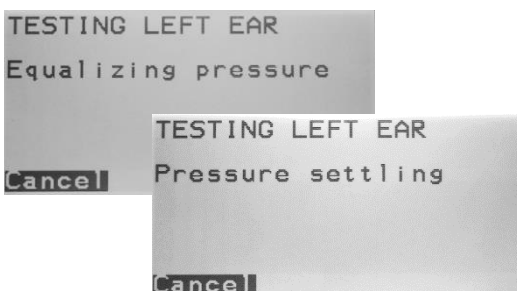 TESTING LEFT EAR
Equalizing pressure
Cancel
TESTING LEFT EAR
Pressure settling
Cancel